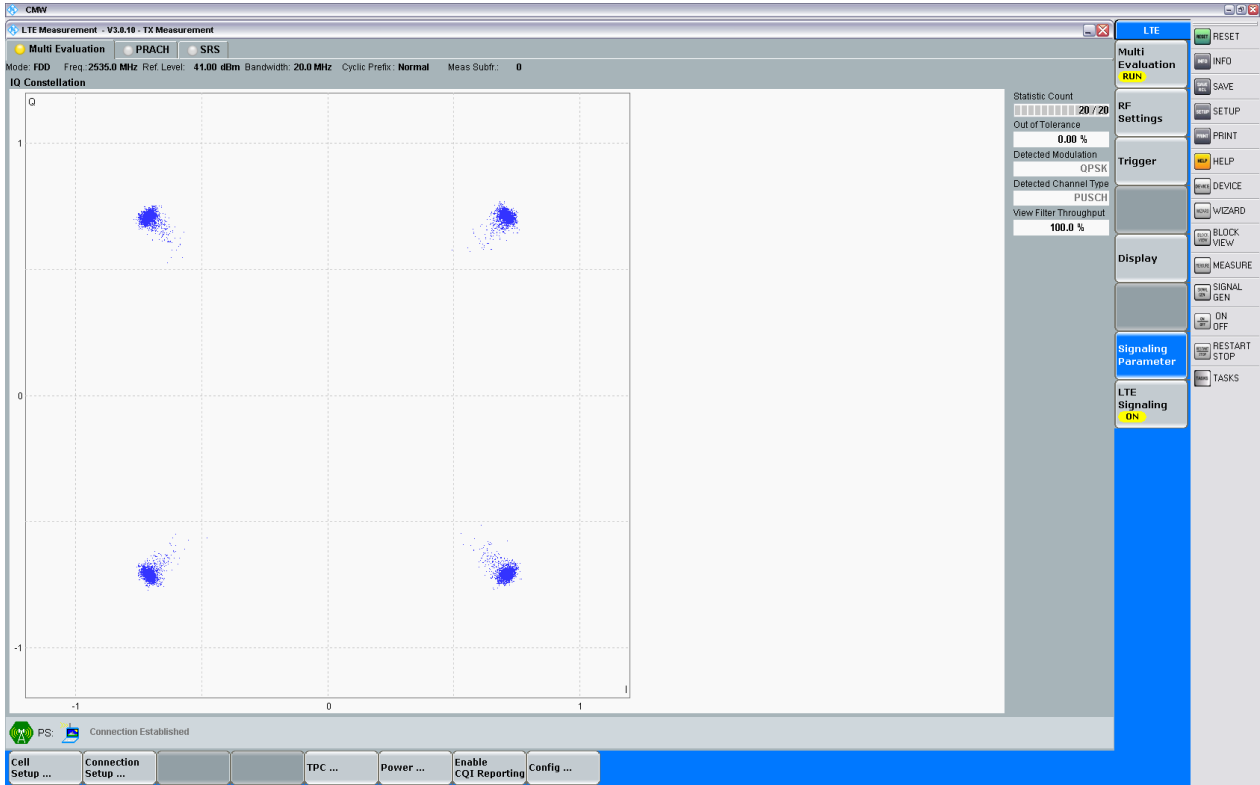 CMW
LTE Measurement - V3.0.10 - TX Measurement
Multi Evaluation PRACH SRS
Mode: FDD Freq.:2535.0 MHz Ref. Level: 41.00 dBm Bandwidth: 20.0 MHz Cyclic Prefix: Normal Meas Subfr.: 0
IQ Constellation
Q
1
0
-1
-1 0 1
I
Statistic Count
20 / 20
Out of Tolerance
0.00 %
Detected Modulation
QPSK
Detected Channel Type
PUSCH
View Filter Throughput
100.0 %
LTE
Multi
Evaluation
RUN
RF
Settings
Trigger
Display
Signaling
Parameter
LTE
Signaling
ON
RESET
INFO
SAVE
SETUP
PRINT
HELP
DEVICE
WIZARD
BLOCK
VIEW
MEASURE
SIGNAL
GEN
ON
OFF
RESTART
STOP
TASKS
PS: Connection Established
Cell
Setup ...
Connection
Setup ...
TPC ...
Power ...
Enable
CQI Reporting
Config ...